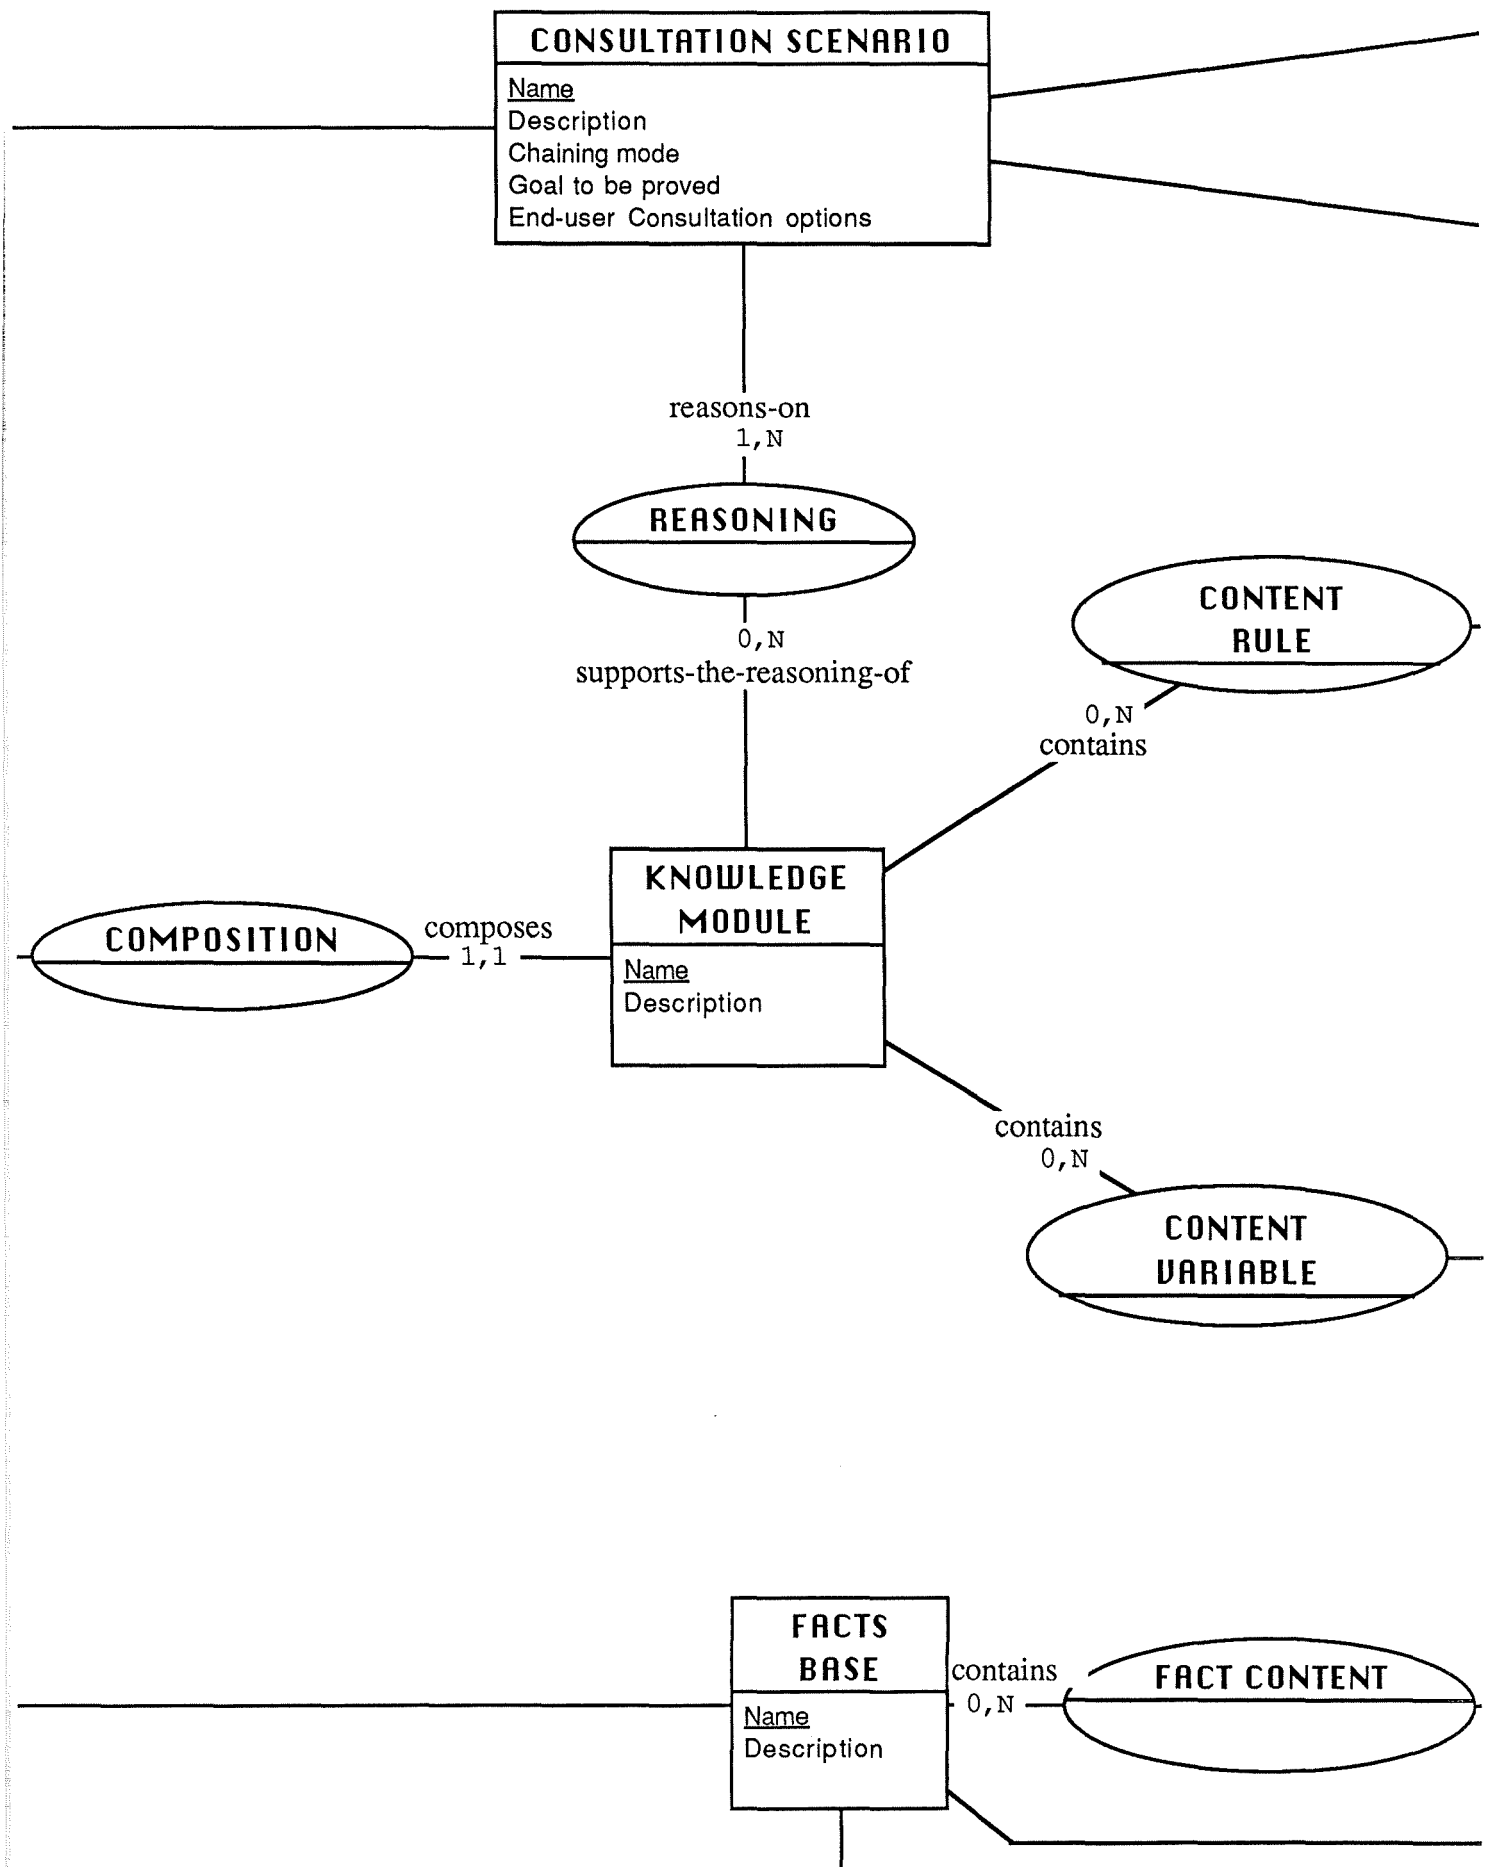 CONSULTATION SCENARIO
Name
Description
Chaining mode
Goal to be proved
End-user Consultation options
reasons-on
1,N
REASONING
0,N
supports-the-reasoning-of
CONTENT
RULE
0,N
contains
KNOWLEDGE
MODULE
Name
Description
COMPOSITION
composes
1,1
contains
0,N
CONTENT
VARIABLE
FACTS
BASE
Name
Description
contains
0,N
FACT CONTENT